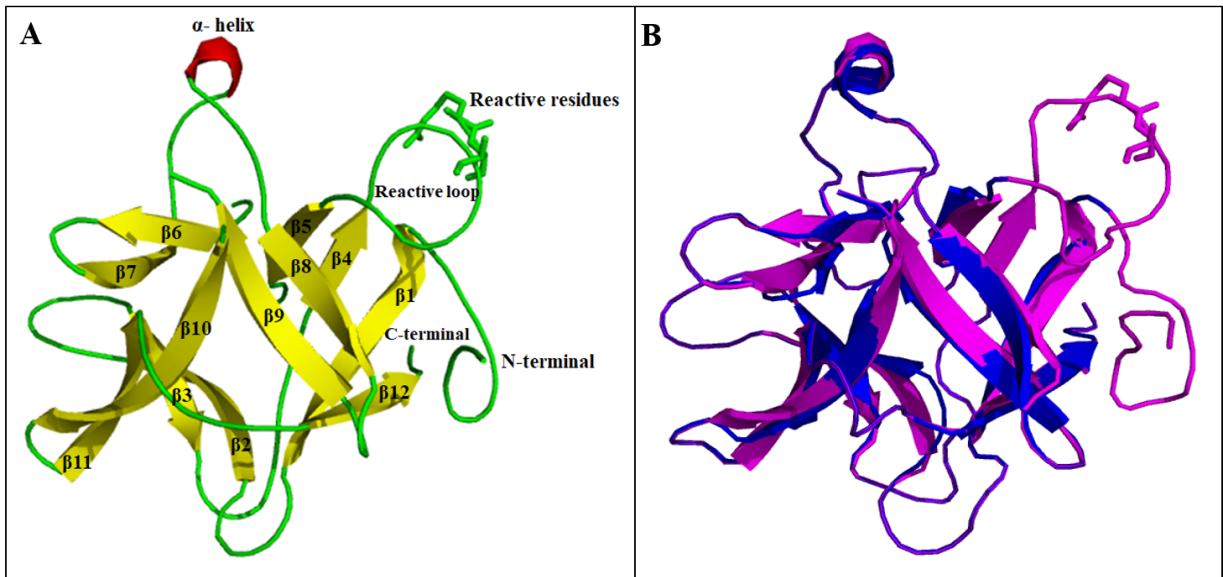 A
α- helix
Reactive residues
Reactive loop
β5
β6
β4
β8
β7
β1
β10
β9
C-terminal
N-terminal
β3
β12
β2
β11
B